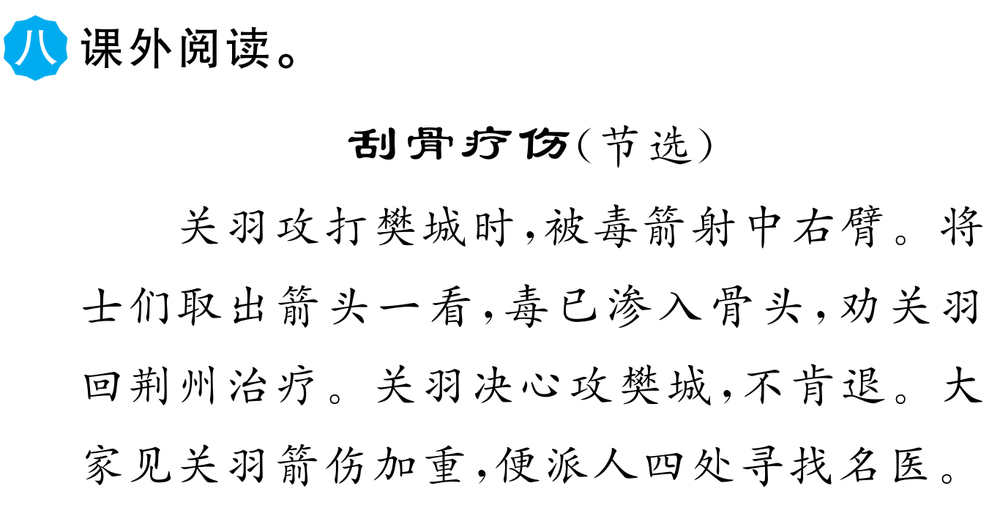 八 课外阅读。
刮骨疗伤(节选)
关羽攻打樊城时,被毒箭射中右臂。将
士们取出箭头一看,毒已渗入骨头,劝关羽
回荆州治疗。关羽决心攻樊城,不肯退。大
家见关羽箭伤加重,便派人四处寻找名医。